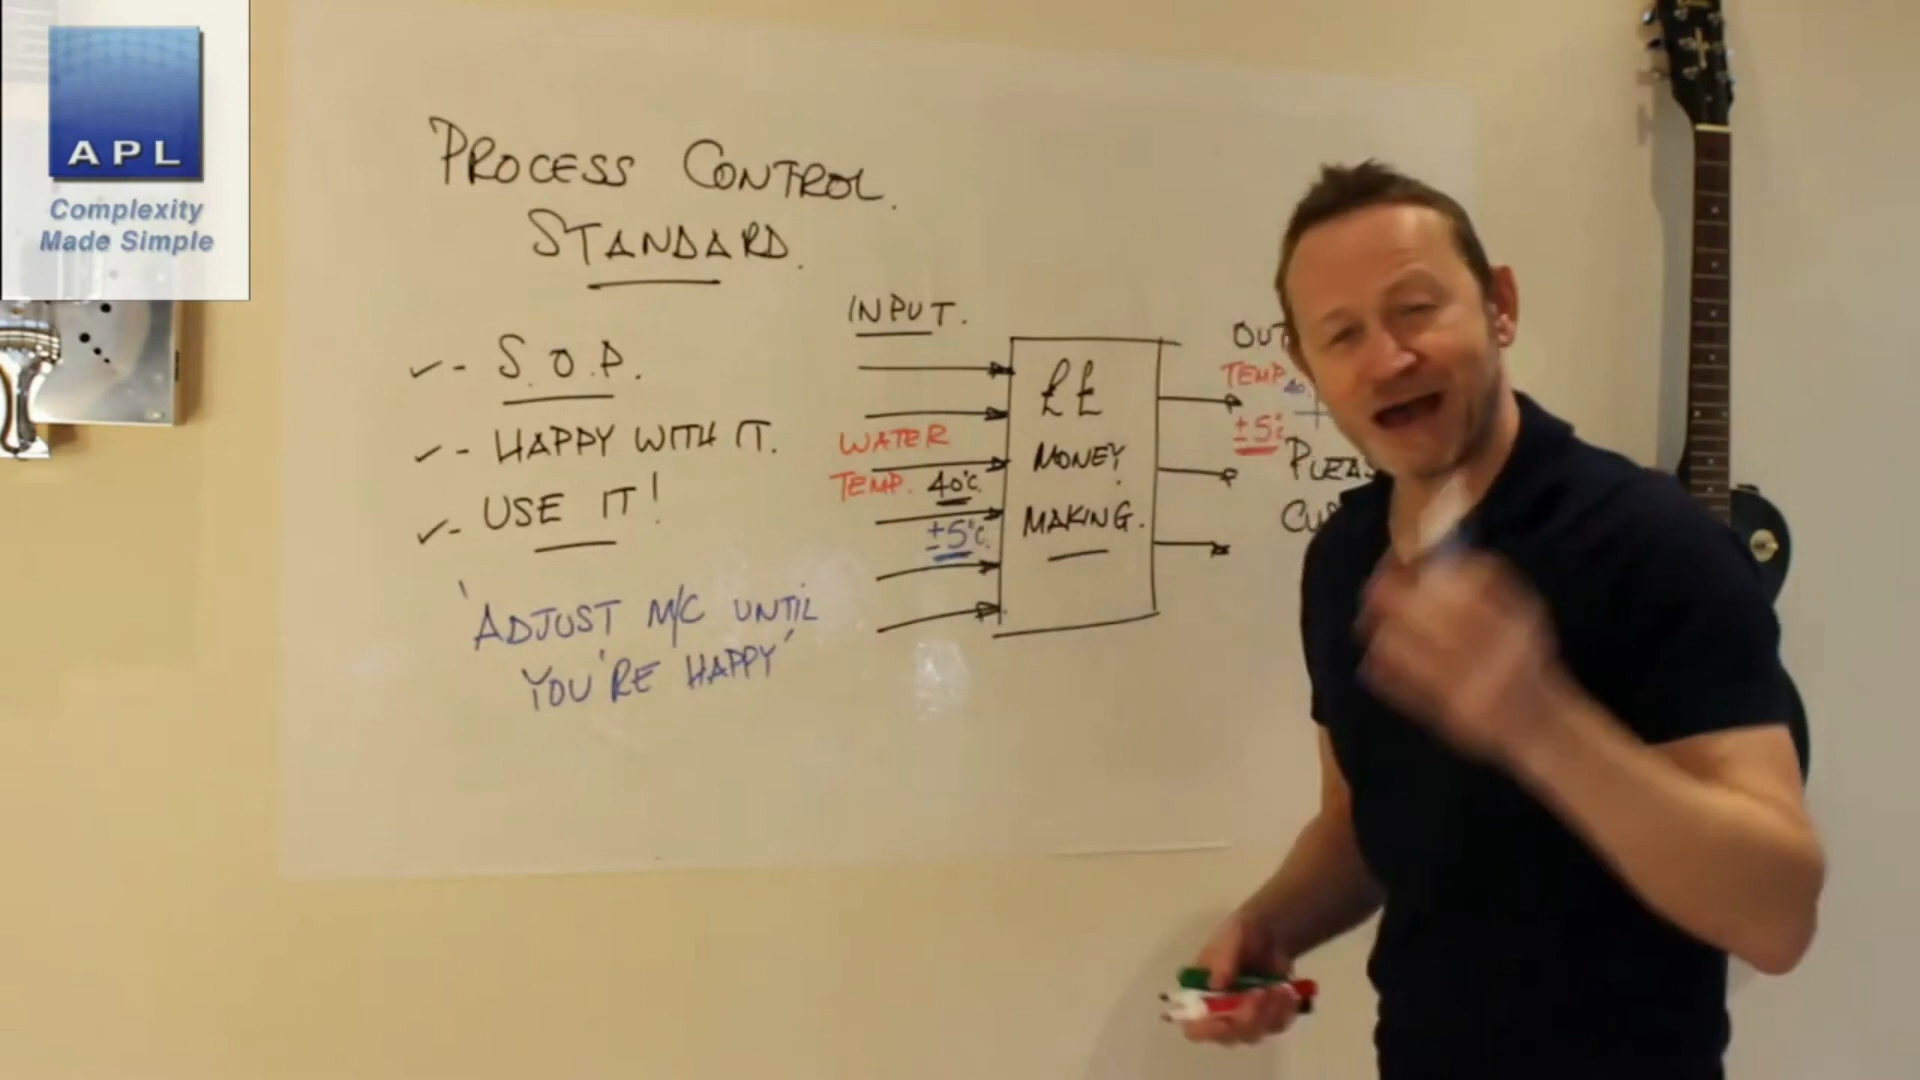 APL
Complexity
Made Simple
PROCESS CONTROL.
STANDARD.
✓- S.O.P.
✓- HAPPY WITH IT.
✓- USE IT!
'ADJUST M/C UNTIL
YOU'RE HAPPY'
INPUT.
WATER
TEMP. 40°C.
±5°C.
££
MONEY
MAKING.
TEMP
±5°c